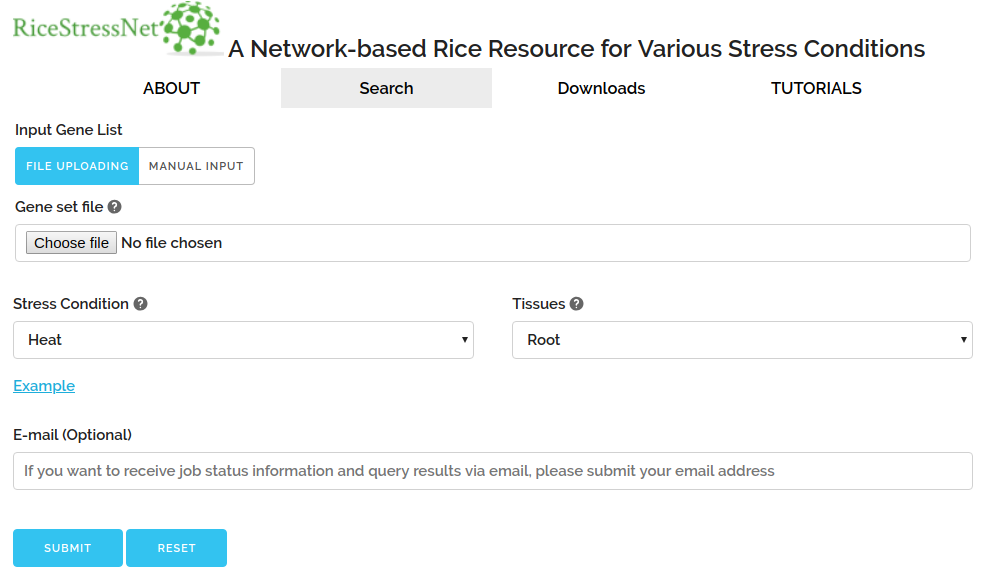 RiceStressNet
A Network-based Rice Resource for Various Stress Conditions
ABOUT Search Downloads TUTORIALS
Input Gene List
FILE UPLOADING MANUAL INPUT
Gene set file ?
Choose file No file chosen
Stress Condition ? Tissues ?
Heat Root
Example
E-mail (Optional)
If you want to receive job status information and query results via email, please submit your email address
SUBMIT RESET